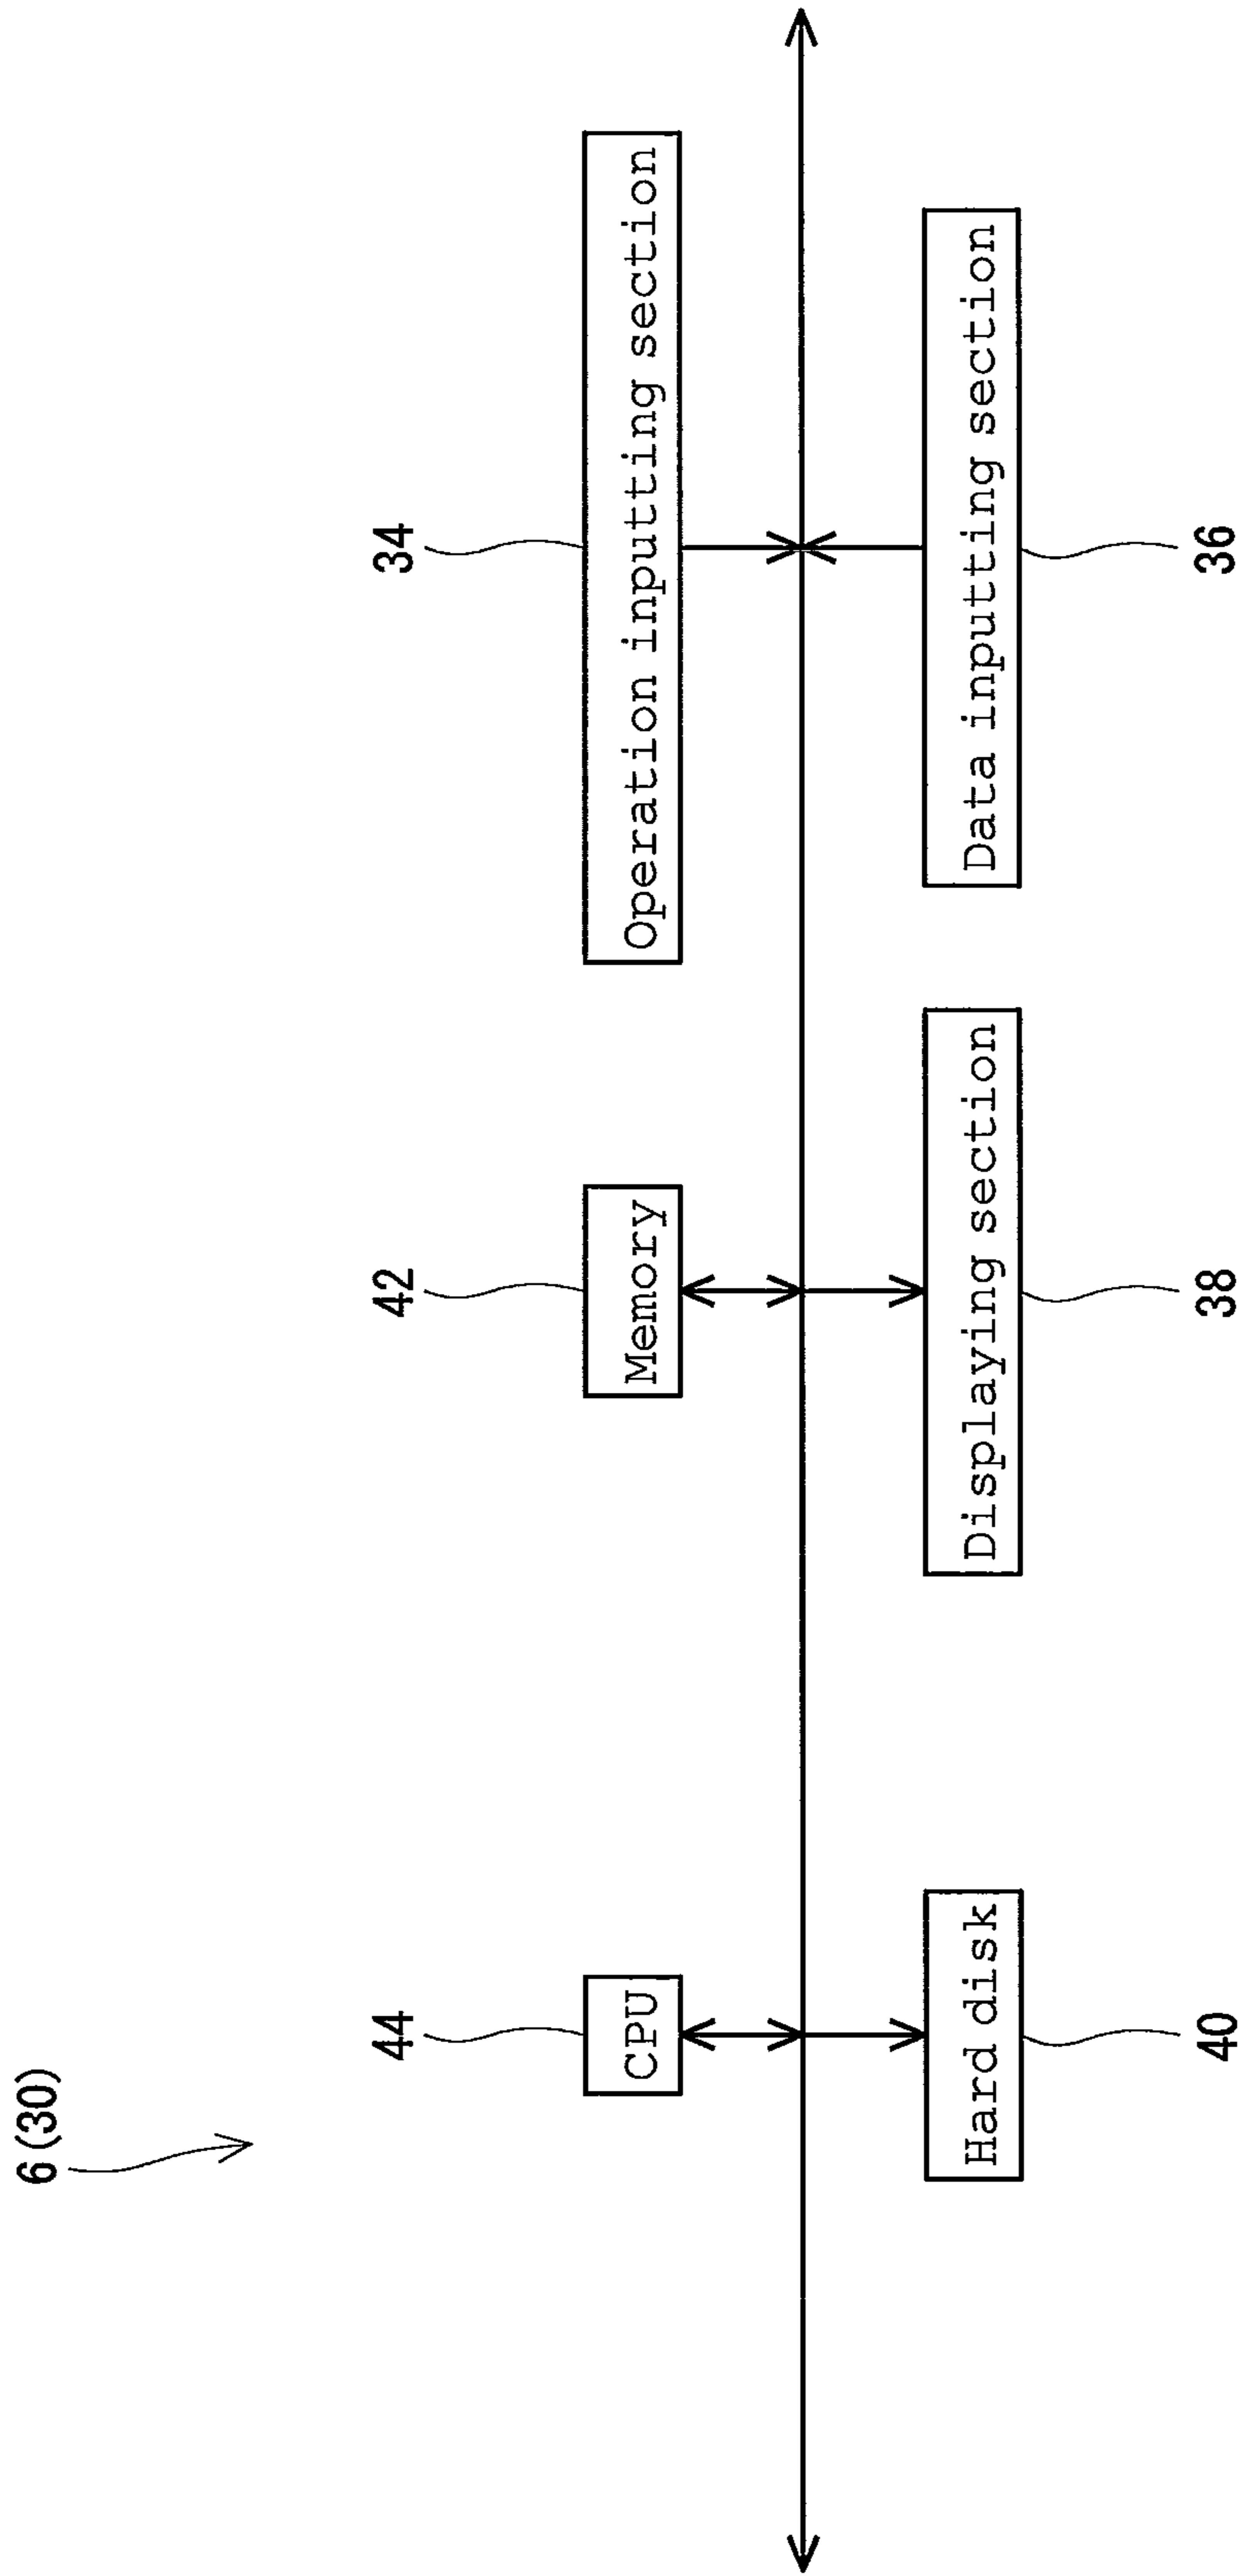 6(30)
44
42
34
CPU
Memory
Operation inputting section
Hard disk
Displaying section
Data inputting section
40
38
36